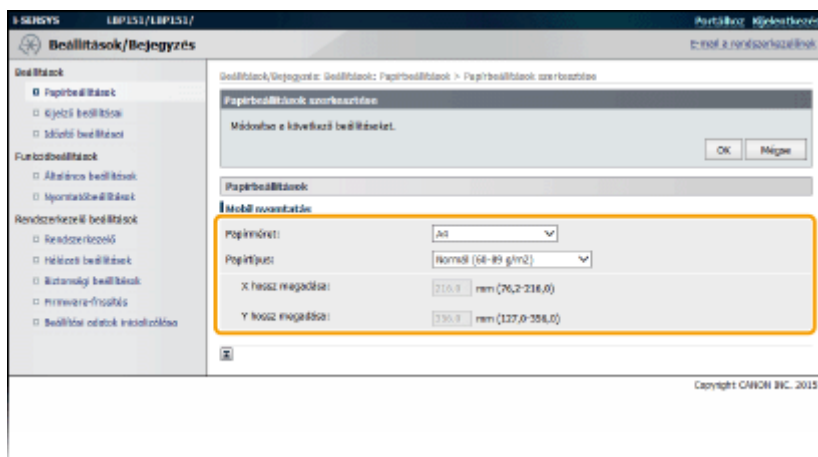 i-SENSYS LBP151/LBP151/ Portálhoz Kijelentkezés
Beállítások/Bejegyzés E-mail a rendszerkezelőnek
Beállítások
Papírbeállítások
Kijelző beállításai
Időzítő beállításai
Funkcióbeállítások
Általános beállítások
Nyomtatóbeállítások
Rendszerkezelő beállítások
Rendszerkezelő
Hálózati beállítások
Biztonsági beállítások
Firmware-frissítés
Beállítási adatok inicializálása
Beállítások/Bejegyzés: Beállítások: Papírbeállítások > Papírbeállítások szerkesztése
Papírbeállítások szerkesztése
Módosítsa a következő beállításokat.
OK Mégse
Papírbeállítások
Mobil nyomtatás
Papírméret: A4
Papírtípus: Normál (60-89 g/m2)
X hossz megadása: 216.0 mm (76,2-216,0)
Y hossz megadása: mm (127,0-356,0)
Copyright CANON INC. 2015